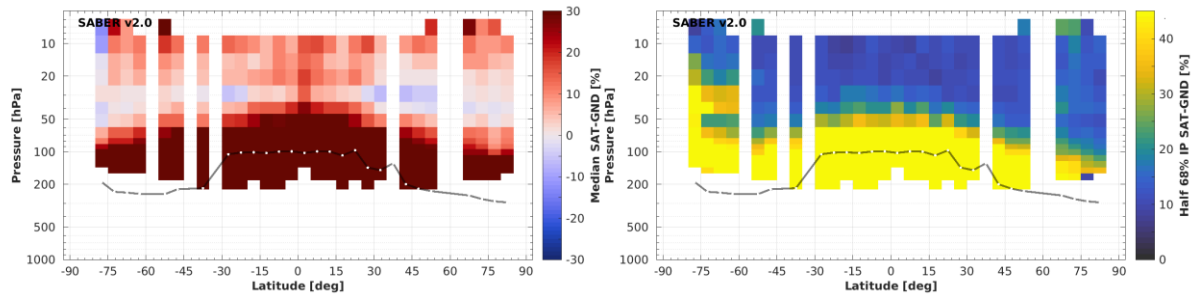 SABER v2.0
Pressure [hPa]
10
20
50
100
200
500
1000
-90 -75 -60 -45 -30 -15 0 15 30 45 60 75 90
Latitude [deg]
30
20
10
0
-10
-20
-30
Median SAT-GND [%]
SABER v2.0
Pressure [hPa]
10
20
50
100
200
500
1000
-90 -75 -60 -45 -30 -15 0 15 30 45 60 75 90
Latitude [deg]
40
30
20
10
0
Half 68% IP SAT-GND [%]